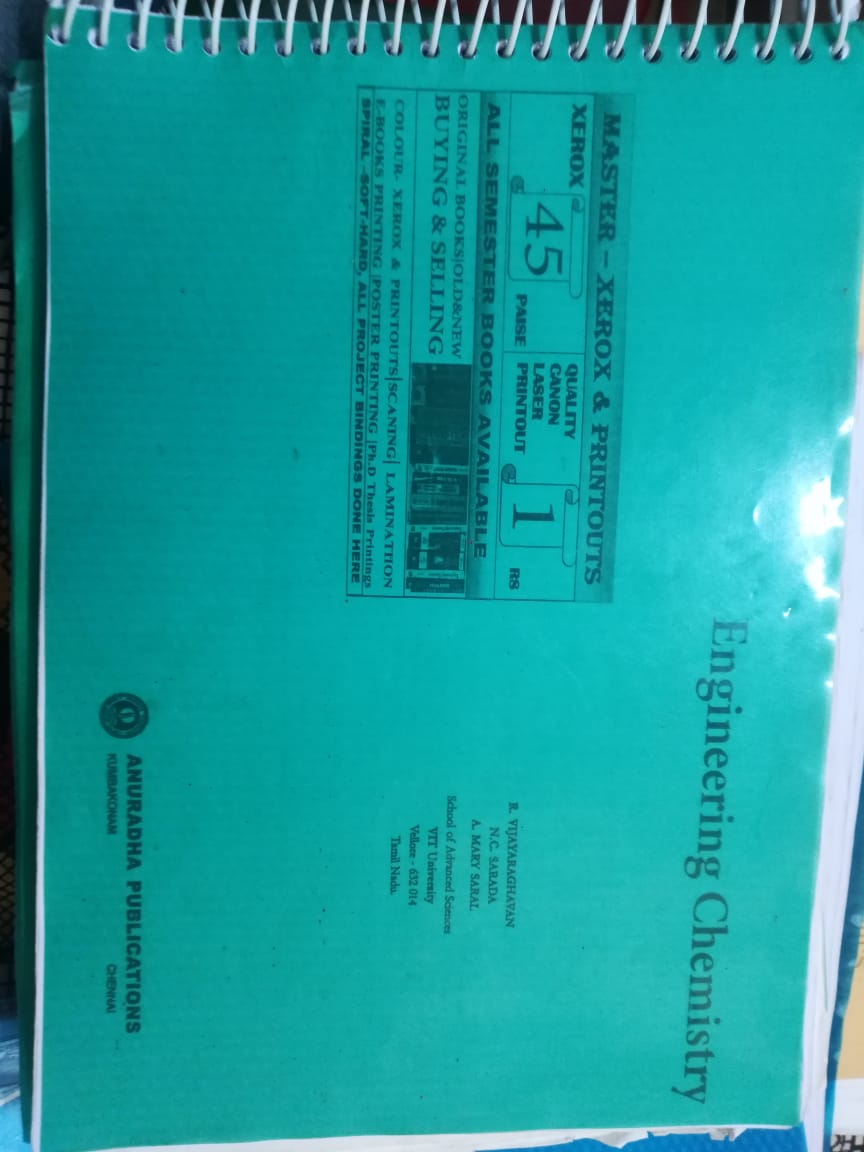 Engineering Chemistry
MASTER - XEROX & PRINTOUTS
XEROX 45 PAISE
QUALITY
CANON
LASER
PRINTOUT 1 RS
ALL SEMESTER BOOKS AVAILABLE
ORIGINAL BOOKS|OLD&NEW
BUYING & SELLING
COLOUR- XEROX & PRINTOUTS|SCANING| LAMINATION
E-BOOKS PRINTING |POSTER PRINTING |Ph.D Thesis Printings
SPIRAL -SOFT-HARD, ALL PROJECT BINDINGS DONE HERE
R. VIJAYARAGHAVAN
N.C. SARADA
A. MARY SARAL
School of Advanced Sciences
VIT University
Vellore - 632 014
Tamil Nadu.
ANURADHA PUBLICATIONS
KUMBAKONAM CHENNAI